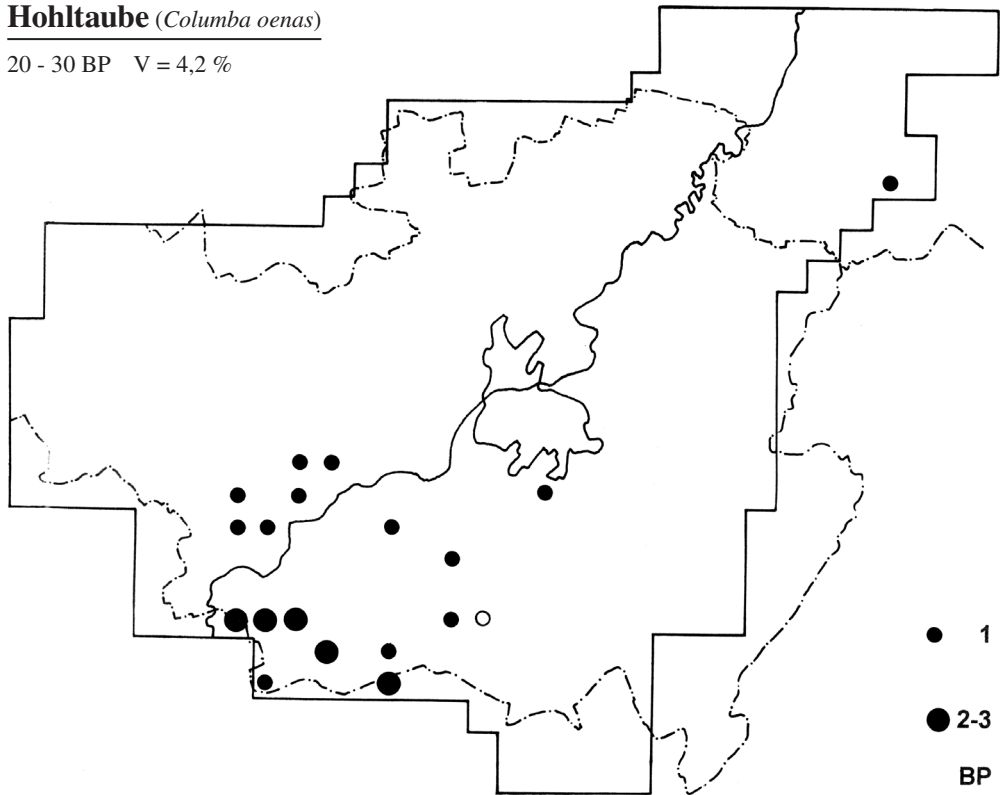 Hohltaube (Columba oenas)
20 - 30 BP V = 4,2 %
1
2-3
BP